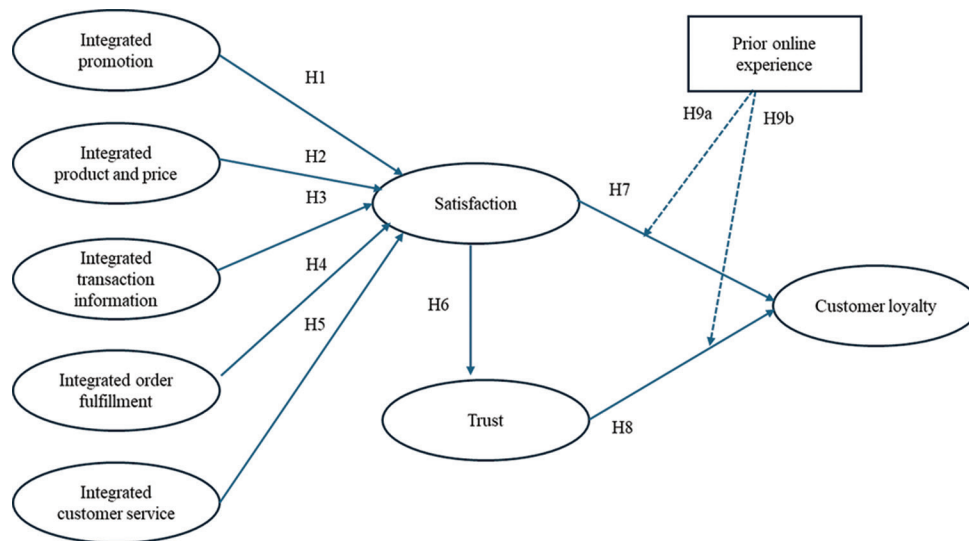 Integrated
promotion
H1
Integrated
product and price
H2
Integrated
transaction
information
H3
Integrated order
fulfillment
H4
Integrated
customer service
H5
Satisfaction
H6
Trust
H7
H8
Prior online
experience
H9a
H9b
Customer loyalty